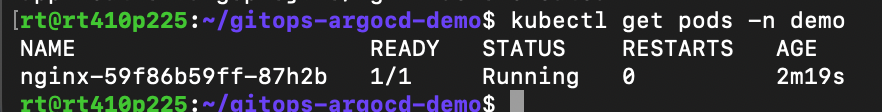 [rt@rt410p225:~/gitops-argocd-demo$ kubectl get pods -n demo
NAME READY STATUS RESTARTS AGE
nginx-59f86b59ff-87h2b 1/1 Running 0 2m19s
rt@rt410p225:~/gitops-argocd-demo$